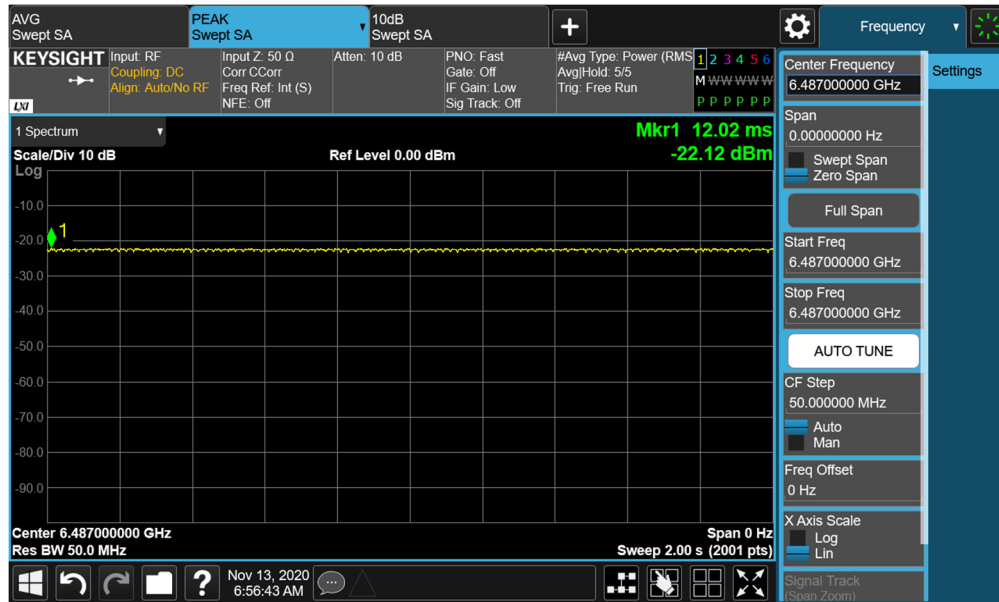 AVG
Swept SA
PEAK
Swept SA
10dB
Swept SA
Frequency
KEYSIGHT
LXI
Input: RF
Coupling: DC
Align: Auto/No RF
Input Z: 50 Ω
Corr CCorr
Freq Ref: Int (S)
NFE: Off
Atten: 10 dB
PNO: Fast
Gate: Off
IF Gain: Low
Sig Track: Off
#Avg Type: Power (RMS
Avg|Hold: 5/5
Trig: Free Run
1 2 3 4 5 6
M W W W W W
P P P P P P
1 Spectrum
Scale/Div 10 dB
Log
Ref Level 0.00 dBm
Mkr1 12.02 ms
-22.12 dBm
-10.0
-20.0
-30.0
-40.0
-50.0
-60.0
-70.0
-80.0
-90.0
1
Center 6.487000000 GHz
Res BW 50.0 MHz
Span 0 Hz
Sweep 2.00 s (2001 pts)
Nov 13, 2020
6:56:43 AM
Center Frequency
6.487000000 GHz
Span
0.00000000 Hz
Swept Span
Zero Span
Full Span
Start Freq
6.487000000 GHz
Stop Freq
6.487000000 GHz
AUTO TUNE
CF Step
50.000000 MHz
Auto
Man
Freq Offset
0 Hz
X Axis Scale
Log
Lin
Signal Track
(Span Zoom)
Settings